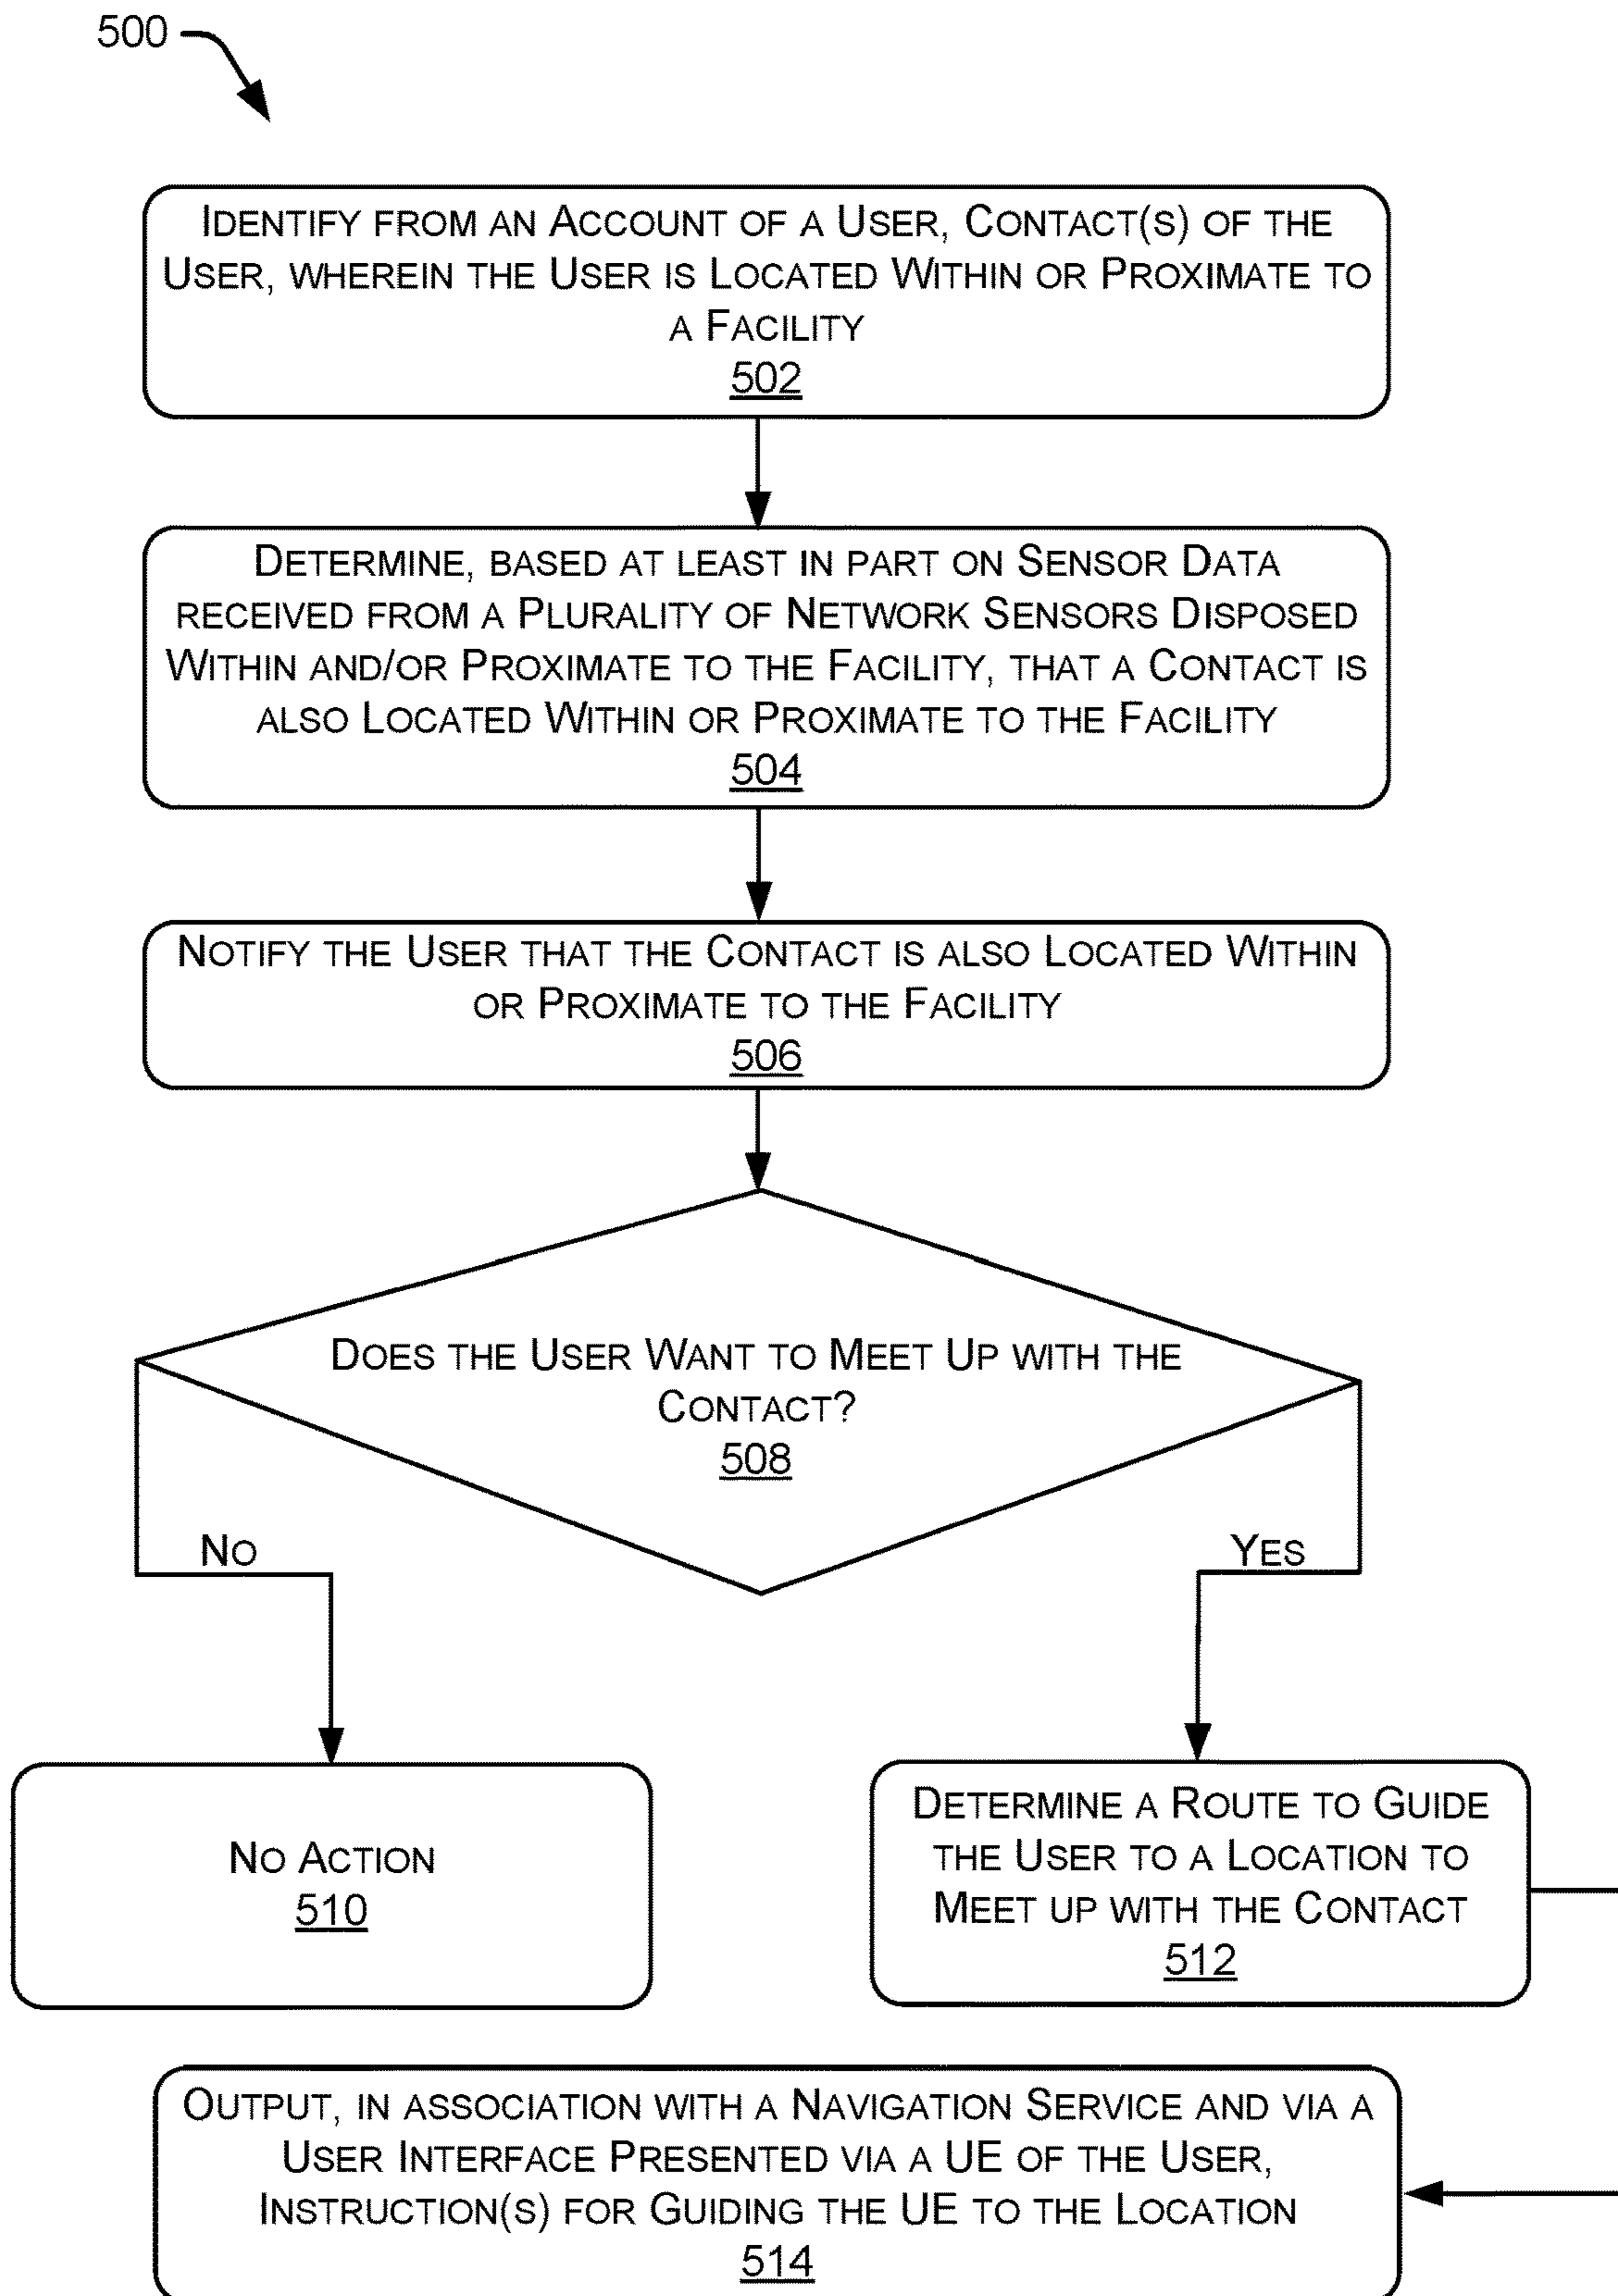 500
IDENTIFY FROM AN ACCOUNT OF A USER, CONTACT(S) OF THE
USER, WHEREIN THE USER IS LOCATED WITHIN OR PROXIMATE TO
A FACILITY
502
DETERMINE, BASED AT LEAST IN PART ON SENSOR DATA
RECEIVED FROM A PLURALITY OF NETWORK SENSORS DISPOSED
WITHIN AND/OR PROXIMATE TO THE FACILITY, THAT A CONTACT IS
ALSO LOCATED WITHIN OR PROXIMATE TO THE FACILITY
504
NOTIFY THE USER THAT THE CONTACT IS ALSO LOCATED WITHIN
OR PROXIMATE TO THE FACILITY
506
DOES THE USER WANT TO MEET UP WITH THE
CONTACT?
508
NO
YES
NO ACTION
510
DETERMINE A ROUTE TO GUIDE
THE USER TO A LOCATION TO
MEET UP WITH THE CONTACT
512
OUTPUT, IN ASSOCIATION WITH A NAVIGATION SERVICE AND VIA A
USER INTERFACE PRESENTED VIA A UE OF THE USER,
INSTRUCTION(S) FOR GUIDING THE UE TO THE LOCATION
514